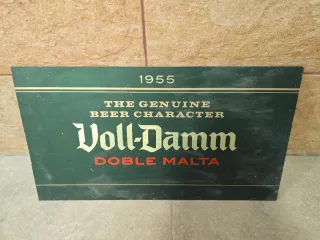 1955
THE GENUINE
BEER CHARACTER
Voll-Damm
DOBLE MALTA